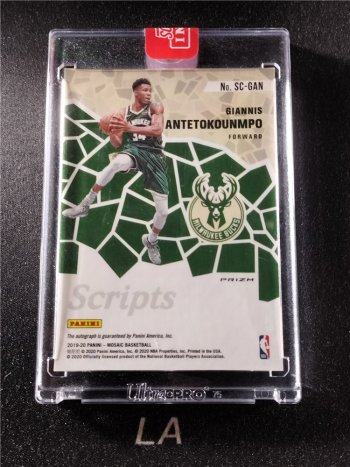 No. SC-GAN
GIANNIS
ANTETOKOUNMPO
FORWARD
34
MILWAUKEE BUCKS
PRIZM
Scripts
PANINI
The autograph is guaranteed by Panini America, Inc.
2019-20 PANINI – MOSAIC BASKETBALL
© 2020 Panini America, Inc. © 2020 NBA Properties, Inc. Printed in the USA.
© 2020 Officially licensed product of the National Basketball Players Association.
UltraPRO
LA